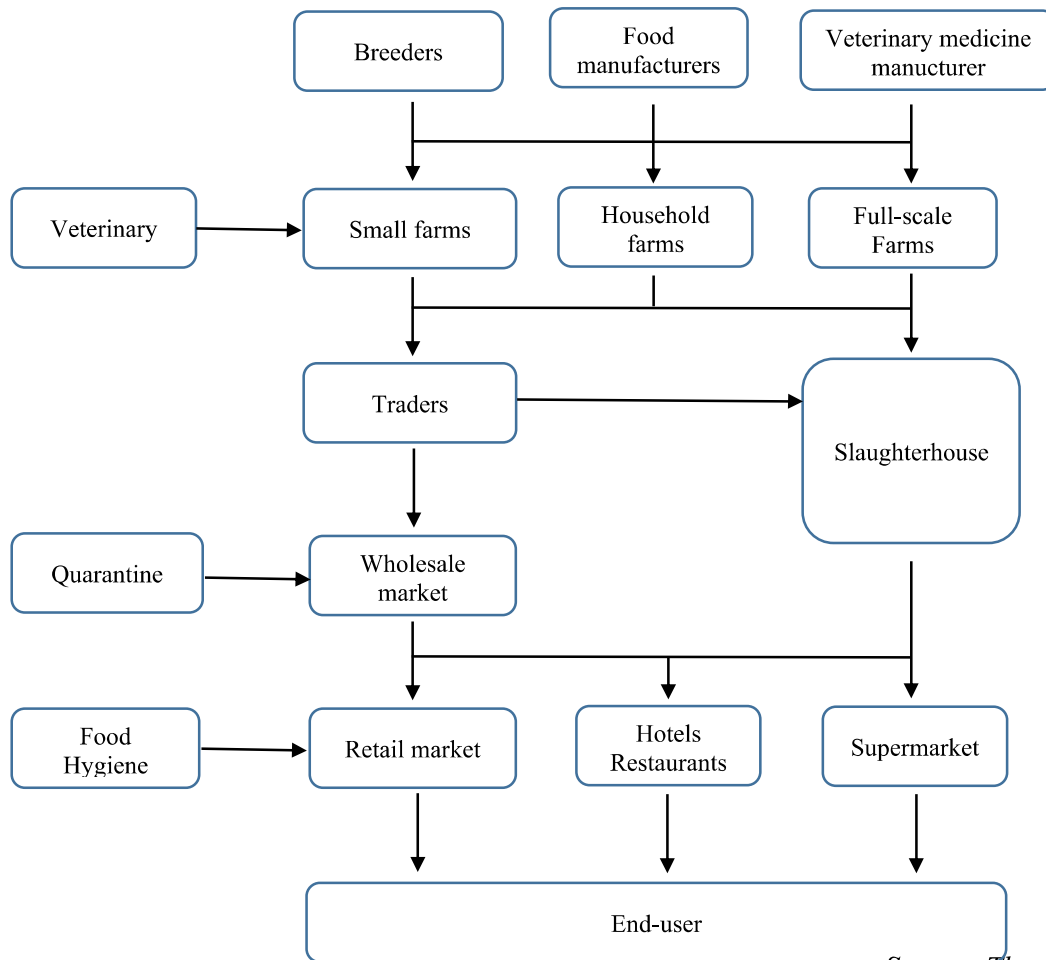 Breeders
Food
manufacturers
Veterinary medicine
manucturer
Veterinary
Small farms
Household
farms
Full-scale
Farms
Traders
Slaughterhouse
Quarantine
Wholesale
market
Food
Hygiene
Retail market
Hotels
Restaurants
Supermarket
End-user